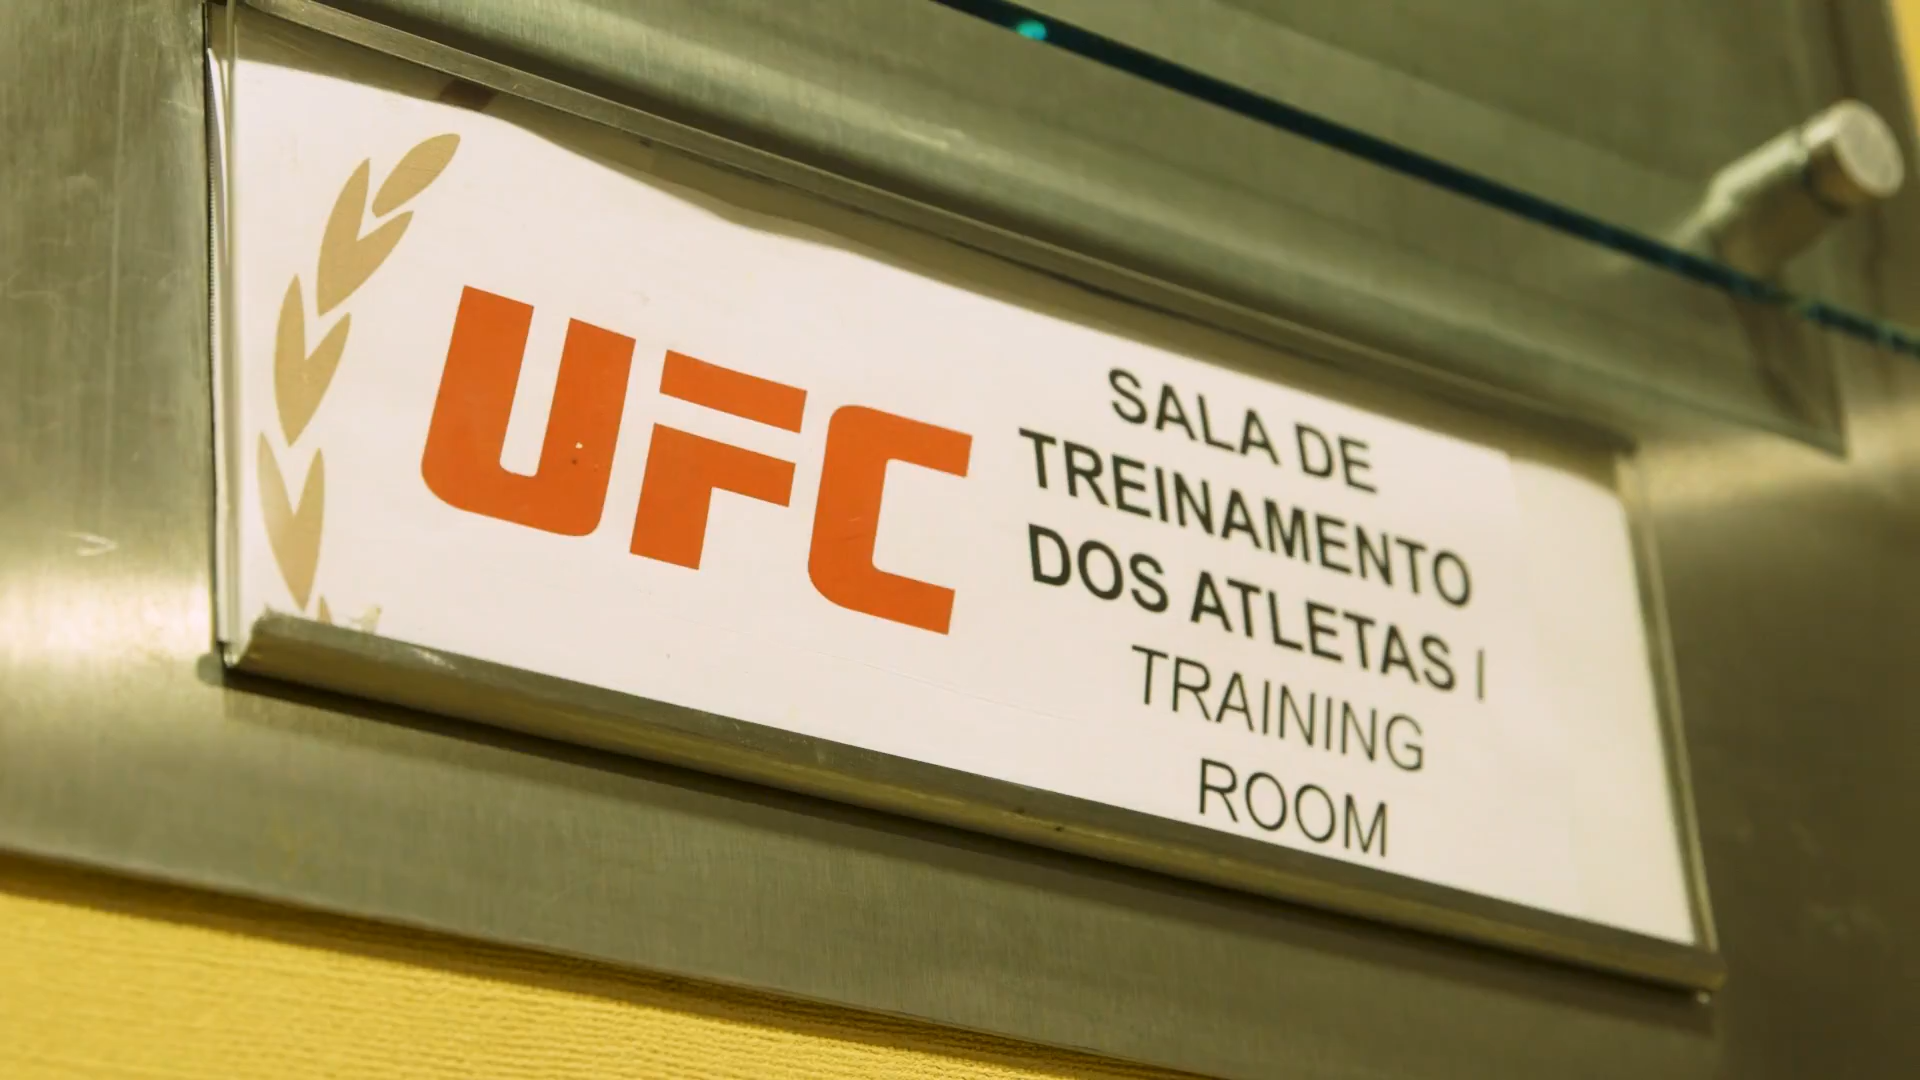 UFC
SALA DE
TREINAMENTO
DOS ATLETAS |
TRAINING
ROOM